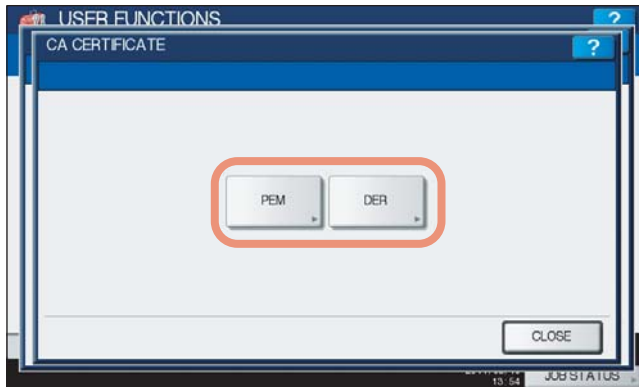 USER FUNCTIONS
?
CA CERTIFICATE
?
PEM
DER
CLOSE
13:54
JOB STATUS